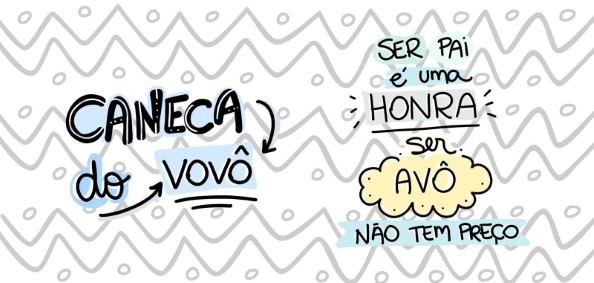 CANECA
do VOVÔ
SER PAI
é uma
HONRA
ser
AVÔ
NÃO TEM PREÇO